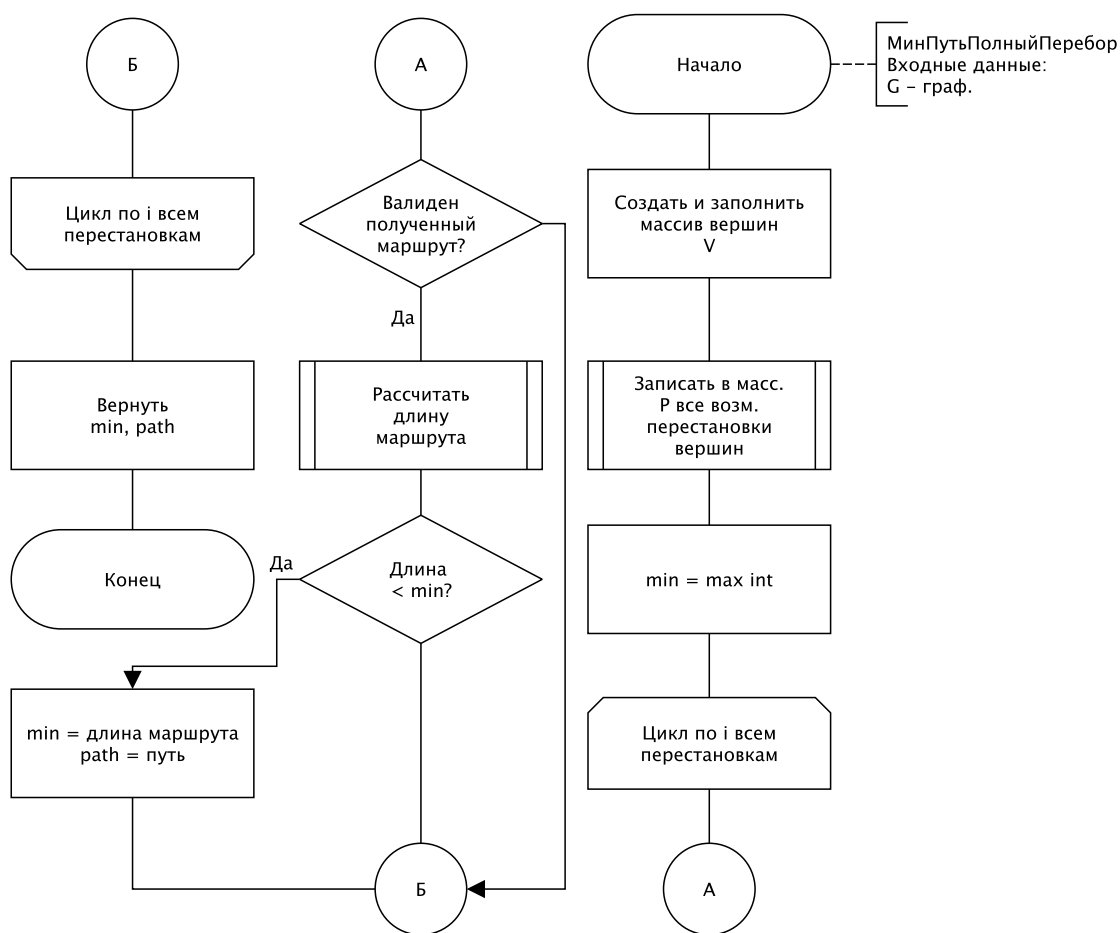 Б
Цикл по i всем
перестановкам
Вернуть
min, path
Конец
min = длина маршрута
path = путь
А
Валиден
полученный
маршрут?
Да
Рассчитать
длину
маршрута
Длина
< min?
Да
Б
Начало
МинПутьПолныйПеребор
Входные данные:
G – граф.
Создать и заполнить
массив вершин
V
Записать в масс.
P все возм.
перестановки
вершин
min = max int
Цикл по i всем
перестановкам
А